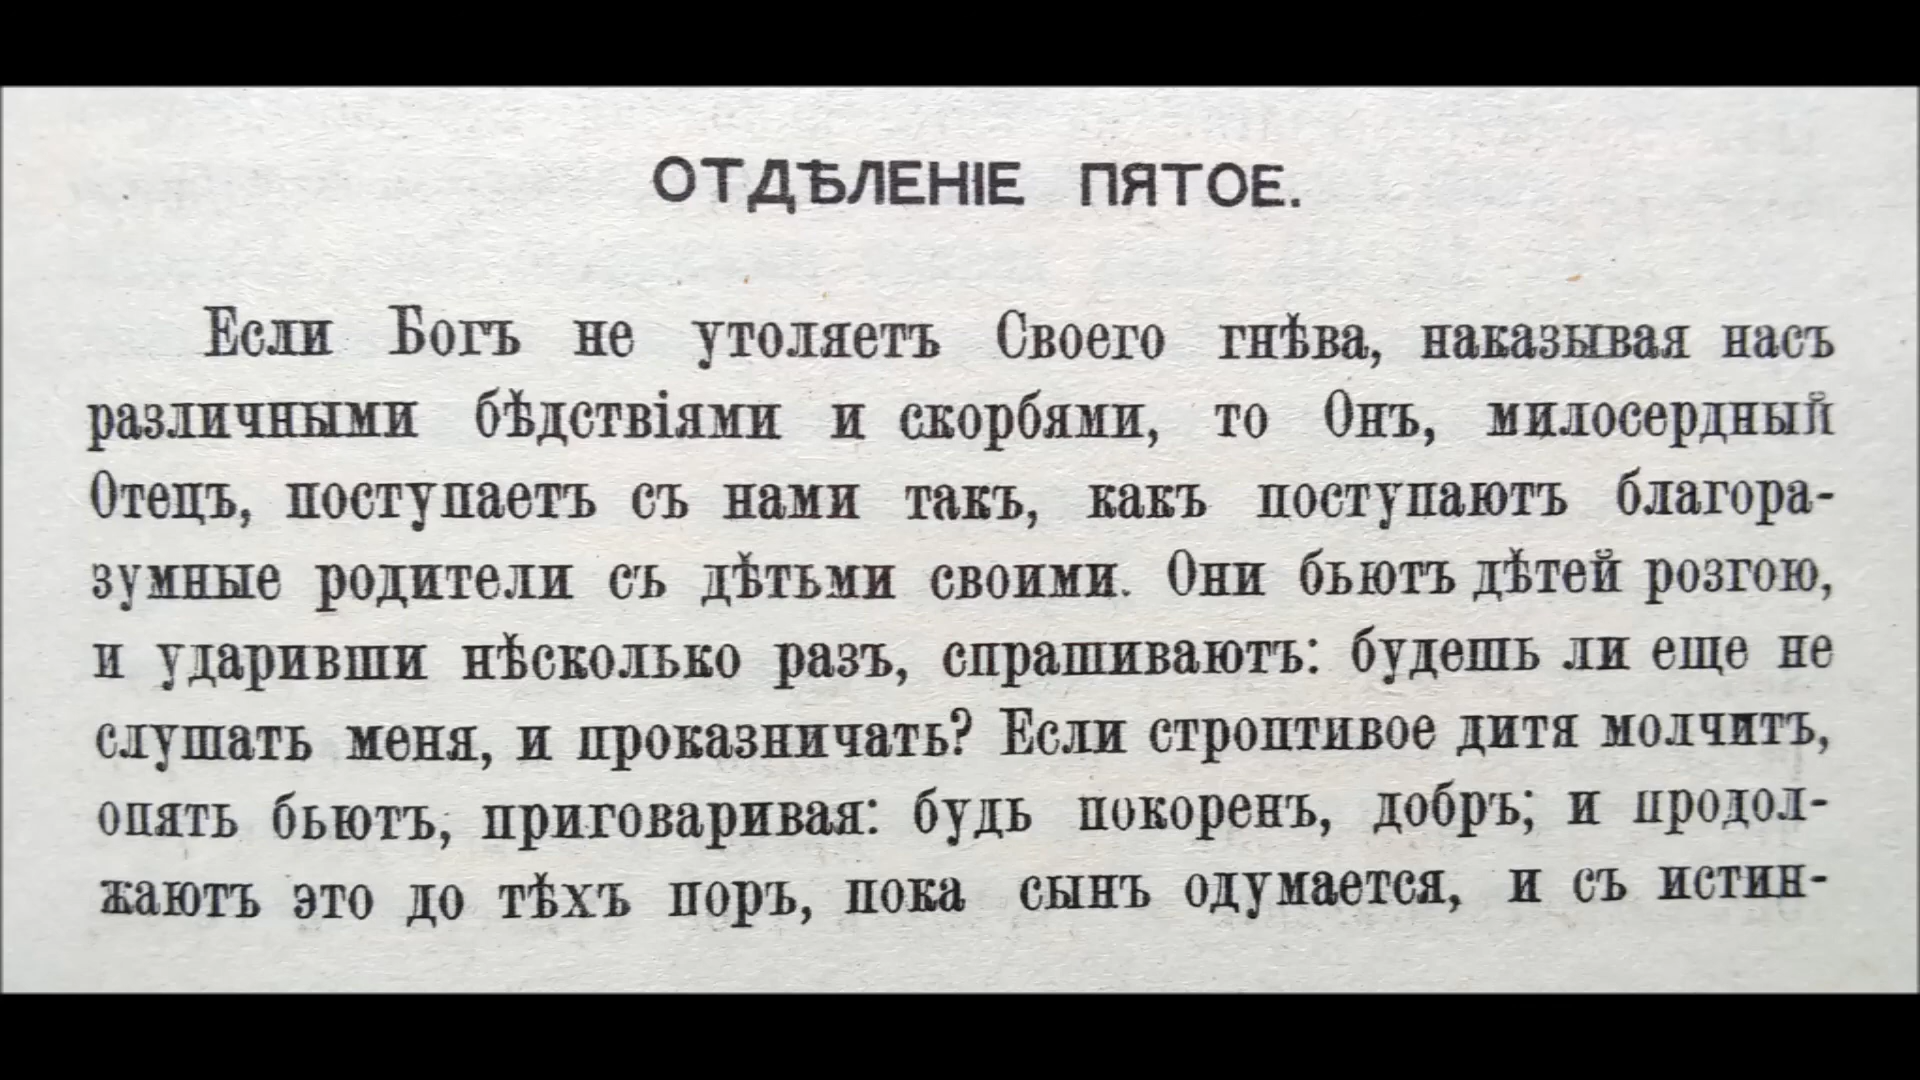 ОТДѢЛЕНІЕ ПЯТОЕ.
Если Богъ не утоляетъ Своего гнѣва, наказывая насъ
различными бѣдствіями и скорбями, то Онъ, милосердный
Отецъ, поступаетъ съ нами такъ, какъ поступаютъ благора-
зумные родители съ дѣтьми своими. Они бьютъ дѣтей розгою,
и ударивши нѣсколько разъ, спрашиваютъ: будешь ли еще не
слушать меня, и проказничать? Если строптивое дитя молчитъ,
опять бьютъ, приговаривая: будь покоренъ, добръ; и продол-
жаютъ это до тѣхъ поръ, пока сынъ одумается, и съ истин-